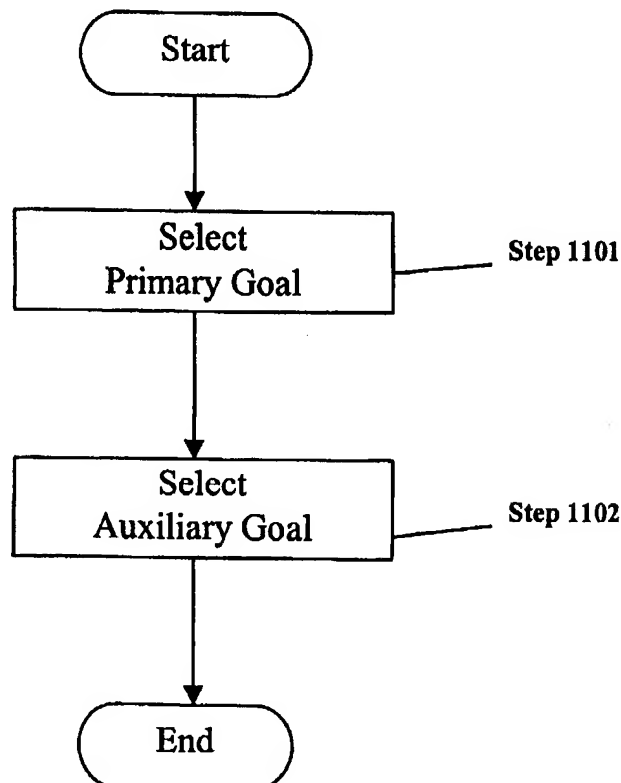 Start
Select
Primary Goal
Step 1101
Select
Auxiliary Goal
Step 1102
End